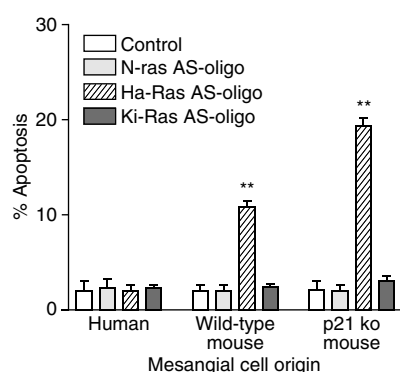 30
20
10
0
% Apoptosis
Control
N-ras AS-oligo
Ha-Ras AS-oligo
Ki-Ras AS-oligo
**
**
Human
Wild-type
mouse
p21 ko
mouse
Mesangial cell origin